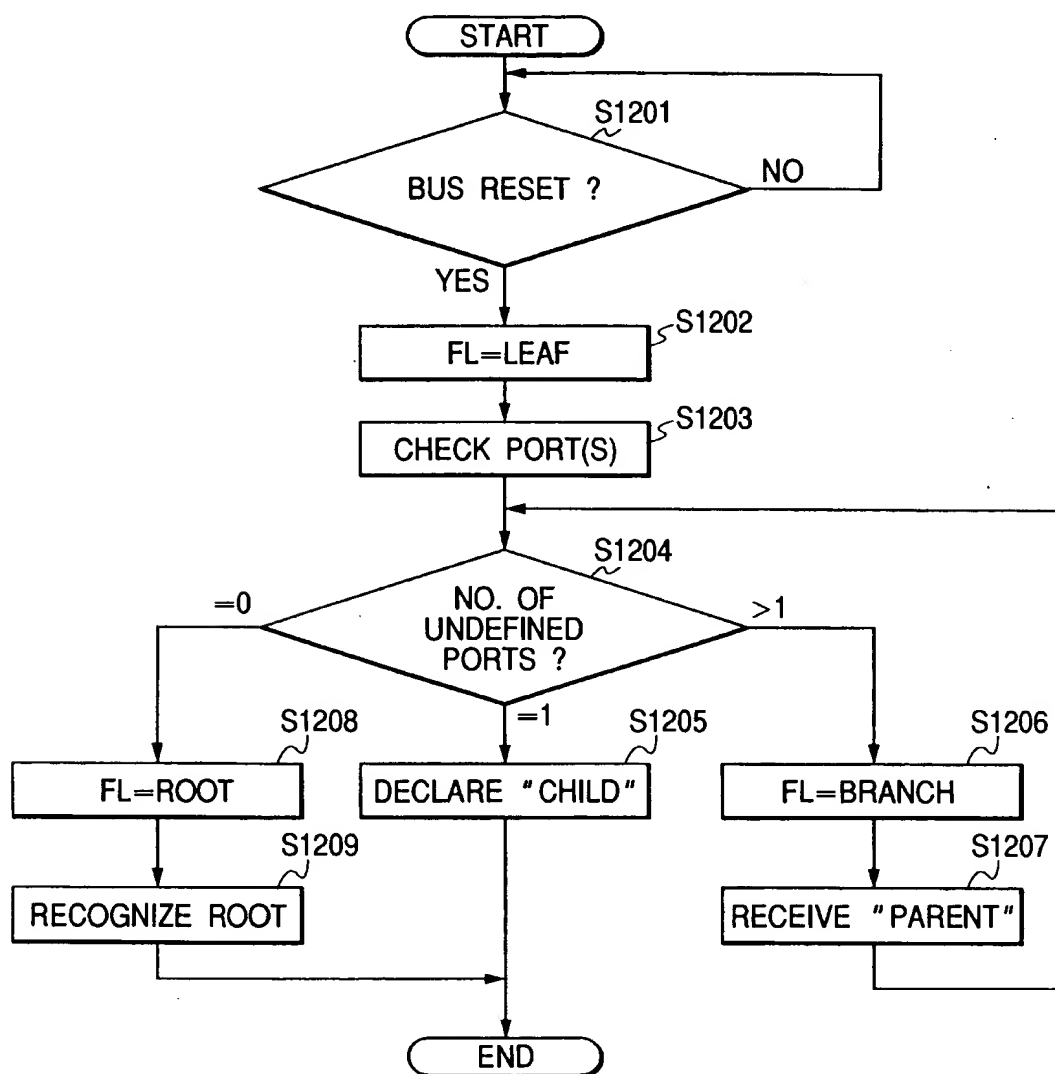 START
S1201
BUS RESET ?
NO
YES
S1202
FL=LEAF
S1203
CHECK PORT(S)
S1204
=0
NO. OF
UNDEFINED
PORTS ?
>1
=1
S1208
FL=ROOT
S1205
DECLARE "CHILD"
S1206
FL=BRANCH
S1209
RECOGNIZE ROOT
S1207
RECEIVE "PARENT"
END